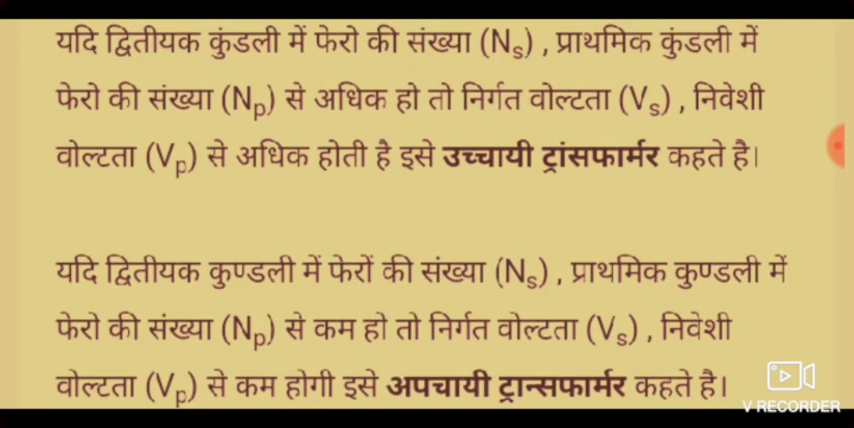 यदि द्वितीयक कुंडली में फेरो की संख्या (Nₛ) , प्राथमिक कुंडली में
फेरो की संख्या (Nₚ) से अधिक हो तो निर्गत वोल्टता (Vₛ) , निवेशी
वोल्टता (Vₚ) से अधिक होती है इसे उच्चायी ट्रांसफार्मर कहते है।
यदि द्वितीयक कुण्डली में फेरों की संख्या (Nₛ) , प्राथमिक कुण्डली में
फेरो की संख्या (Nₚ) से कम हो तो निर्गत वोल्टता (Vₛ) , निवेशी
वोल्टता (Vₚ) से कम होगी इसे अपचायी ट्रान्सफार्मर कहते है।
V RECORDER